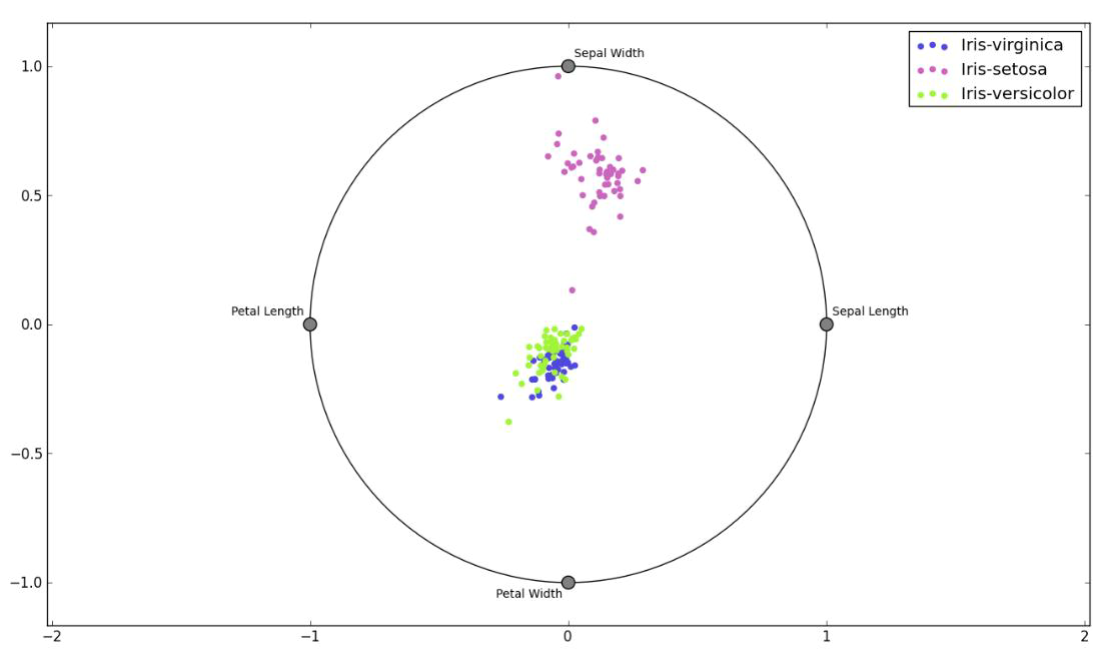 Iris-virginica
Iris-setosa
Iris-versicolor
Sepal Width
Petal Length
Sepal Length
Petal Width
1.0
0.5
0.0
−0.5
−1.0
−2
−1
0
1
2